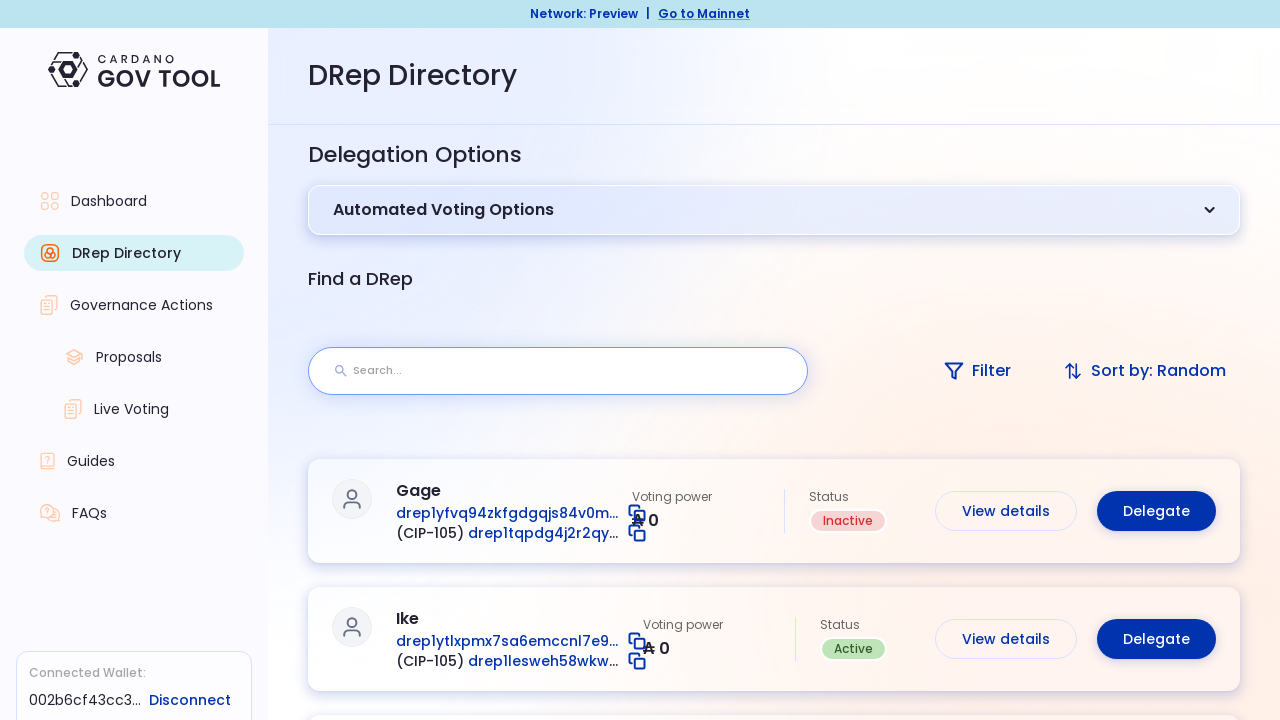 Network: Preview | Go to Mainnet
CARDANO
GOV TOOL
Dashboard
DRep Directory
Governance Actions
Proposals
Live Voting
Guides
FAQs
Connected Wallet:
002b6cf43cc3... Disconnect
DRep Directory
Delegation Options
Automated Voting Options
Find a DRep
Search...
Filter
Sort by: Random
Gage
drep1yfvq94zkfgdgqjs84v0m...
(CIP-105) drep1tqpdg4j2r2qy...
Voting power
₳ 0
Status
Inactive
View details
Delegate
Ike
drep1ytlxpmx7sa6emccnl7e9...
(CIP-105) drep1lesweh58wkw...
Voting power
₳ 0
Status
Active
View details
Delegate